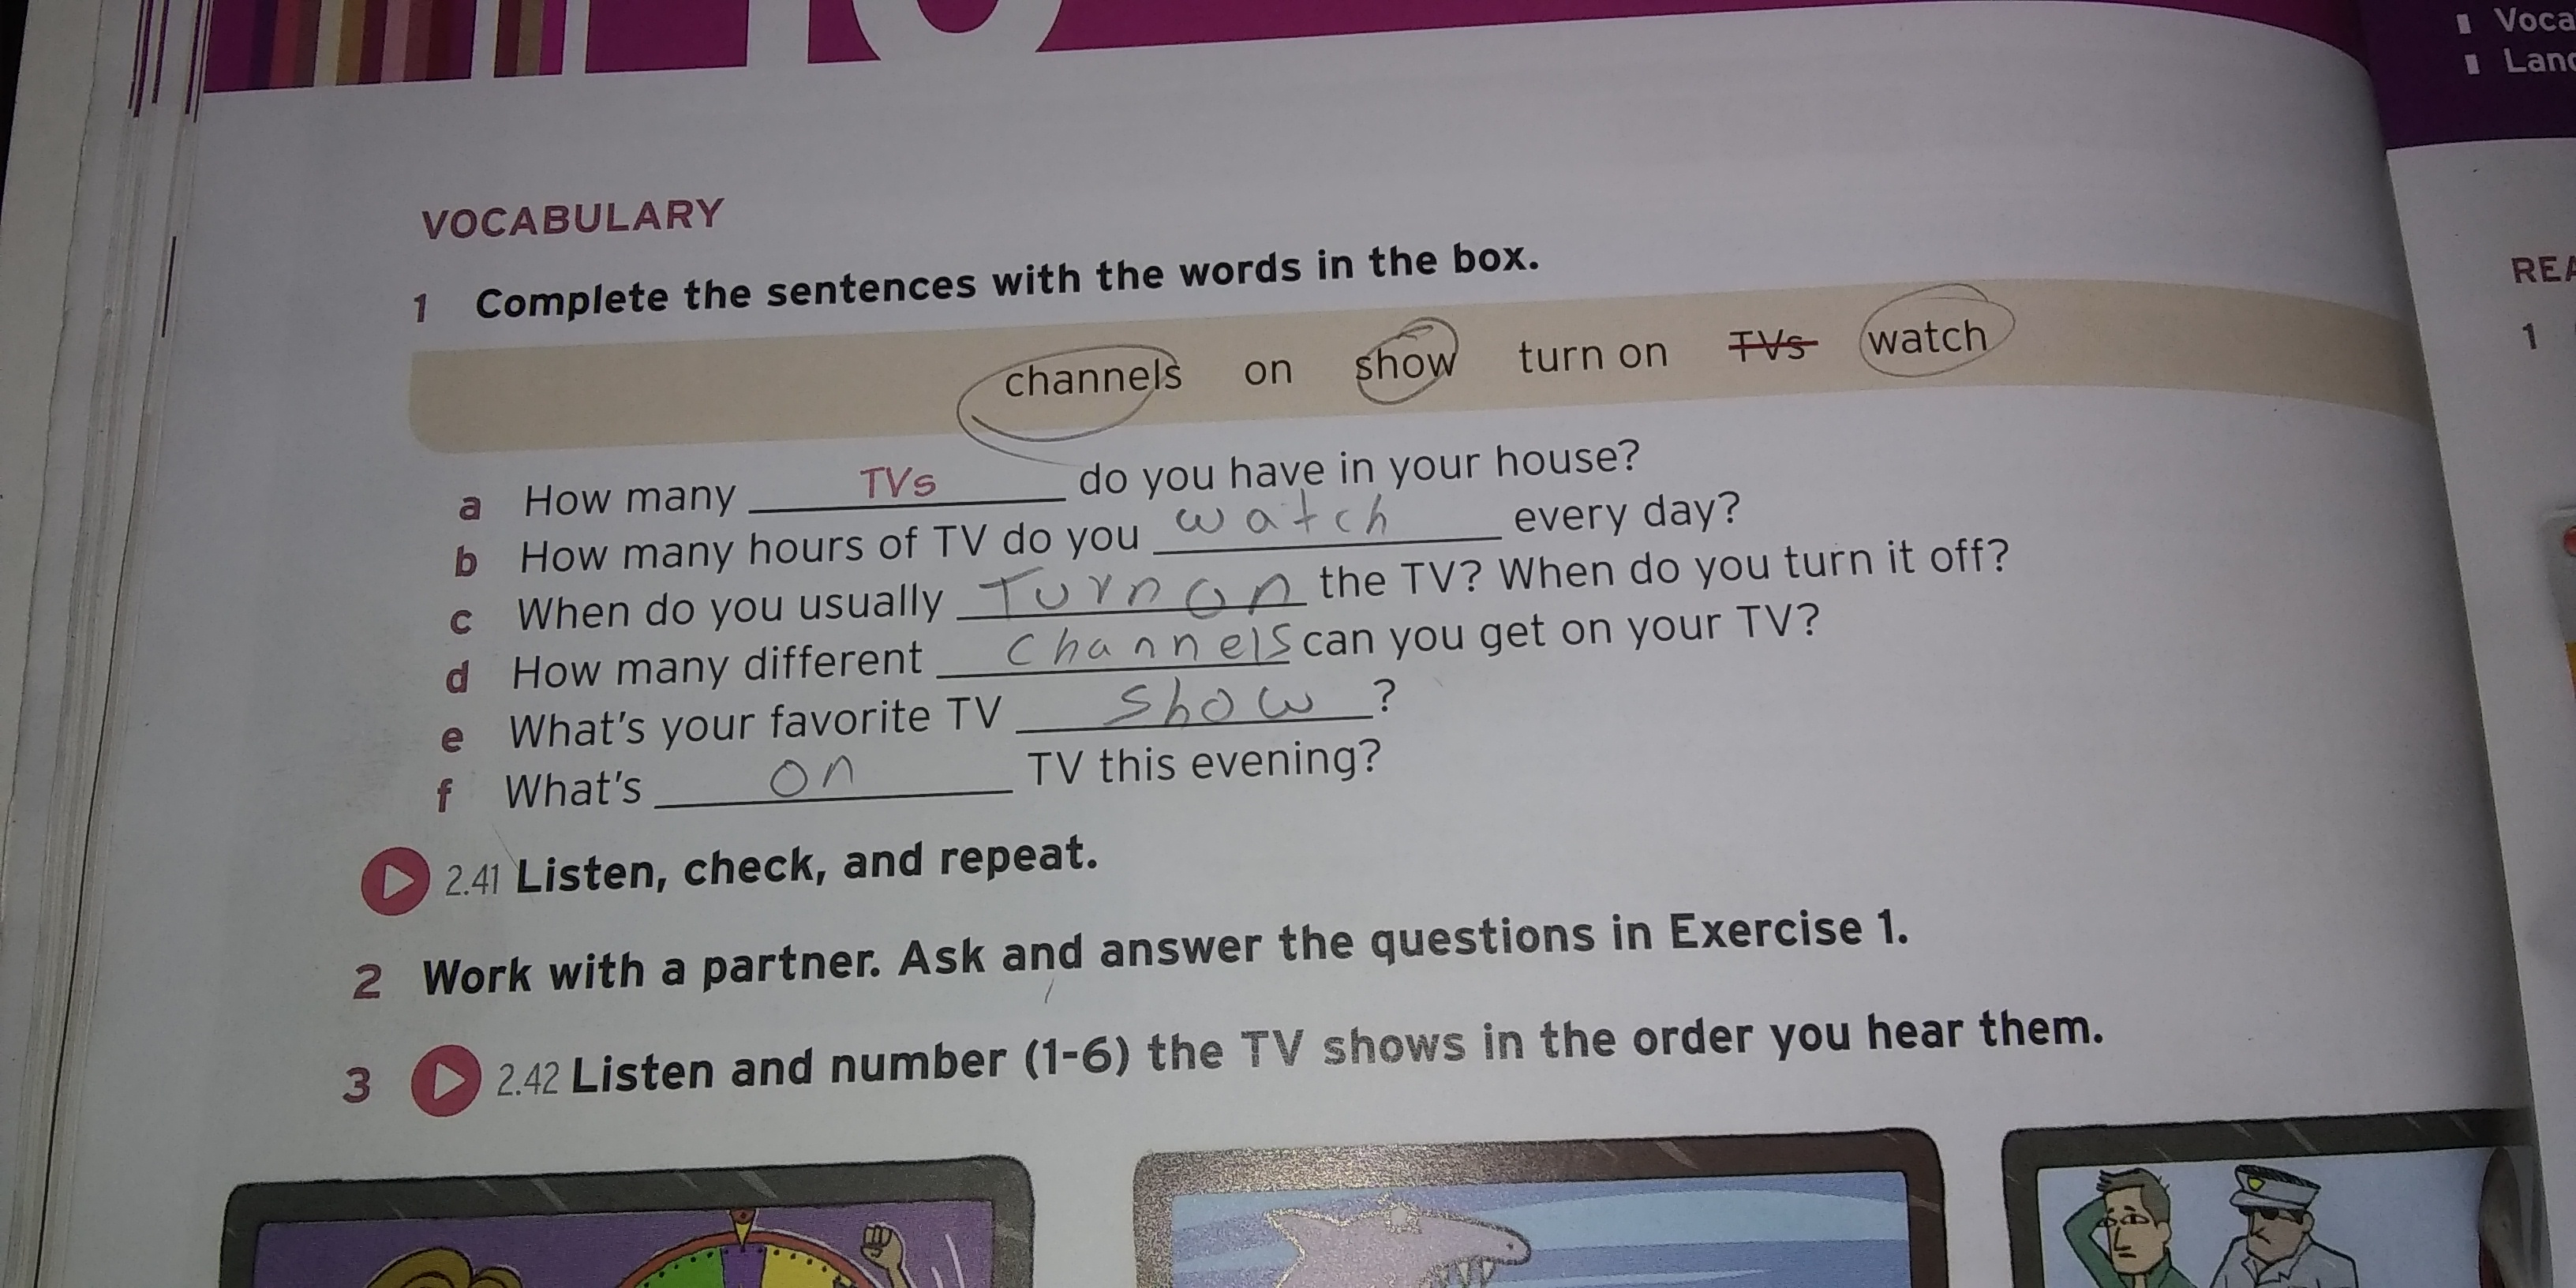 Voca
VOCABULARY
1 Complete the sentences with the words in the box.
channels on show turn on TVs watch
a How many TVs do you have in your house?
b How many hours of TV do you watch every day?
c When do you usually Turn on the TV? When do you turn it off?
d How many different channels can you get on your TV?
e What's your favorite TV show ?
f What's on TV this evening?
2.41 Listen, check, and repeat.
2 Work with a partner. Ask and answer the questions in Exercise 1.
3 2.42 Listen and number (1-6) the TV shows in the order you hear them.
REA
1